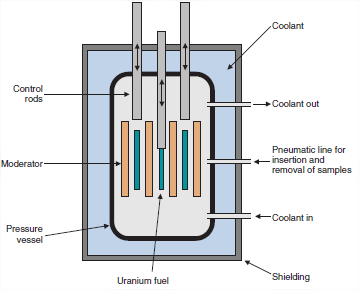 Coolant
Control
rods
Coolant out
Pneumatic line for
insertion and
removal of samples
Moderator
Coolant in
Pressure
vessel
Uranium fuel
Shielding